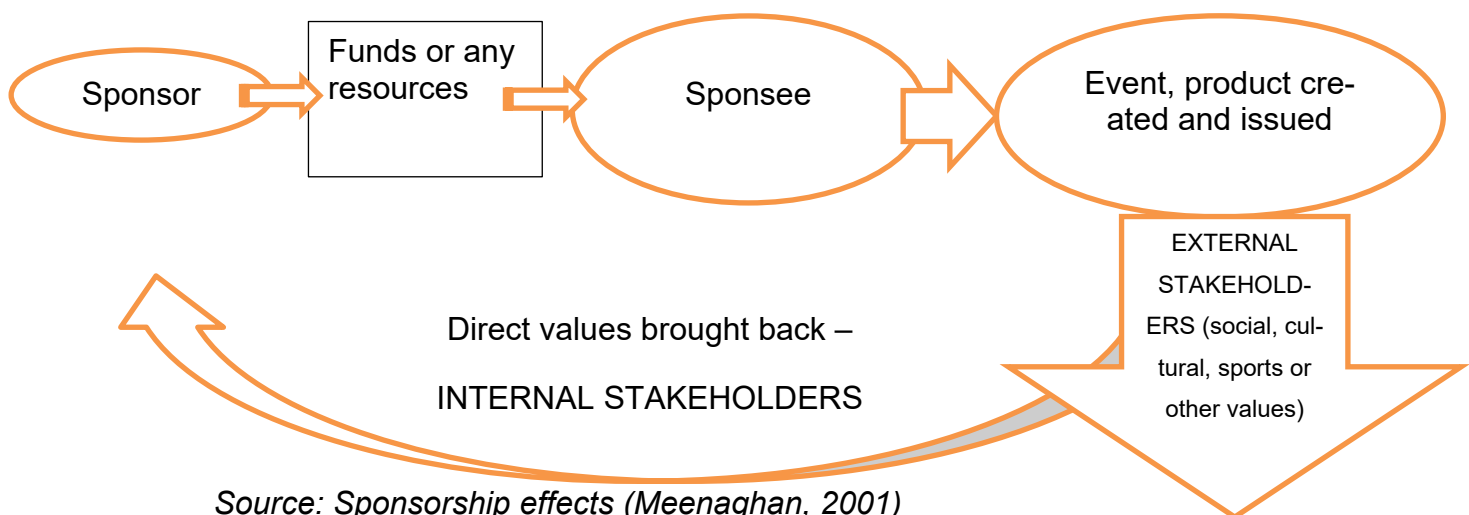 Sponsor
Funds or any
resources
Sponsee
Event, product cre-
ated and issued
EXTERNAL
STAKEHOLD-
ERS (social, cul-
tural, sports or
other values)
Direct values brought back –
INTERNAL STAKEHOLDERS
Source: Sponsorship effects (Meenaghan, 2001)